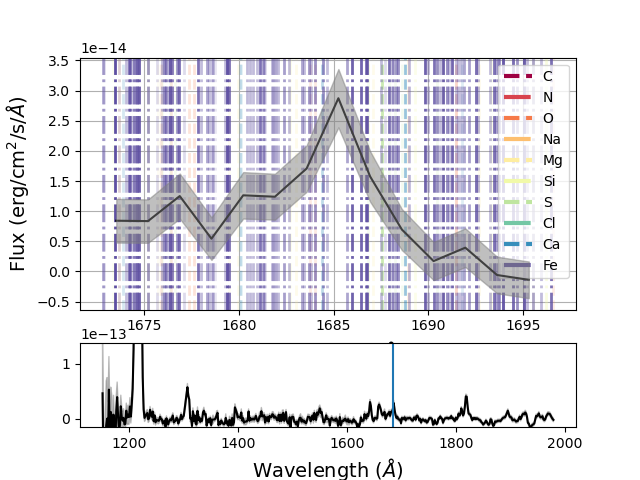 1e−14
3.5
3.0
2.5
2.0
1.5
1.0
0.5
0.0
−0.5
Flux (erg/cm²/s/Å)
C
N
O
Na
Mg
Si
S
Cl
Ca
Fe
1675 1680 1685 1690 1695
1e−13
1
0
1200 1400 1600 1800 2000
Wavelength (Å)